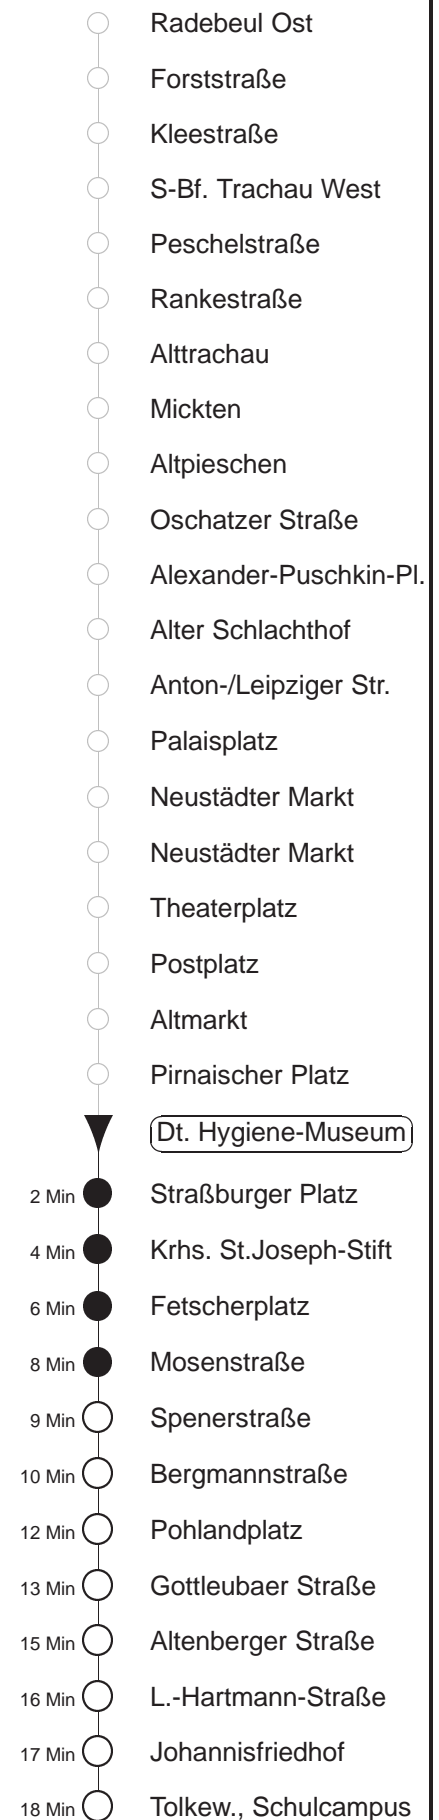 Radebeul Ost
Forststraße
Kleestraße
S-Bf. Trachau West
Peschelstraße
Rankestraße
Alttrachau
Mickten
Altpieschen
Oschatzer Straße
Alexander-Puschkin-Pl.
Alter Schlachthof
Anton-/Leipziger Str.
Palaisplatz
Neustädter Markt
Neustädter Markt
Theaterplatz
Postplatz
Altmarkt
Pirnaischer Platz
Dt. Hygiene-Museum
2 Min Straßburger Platz
4 Min Krhs. St.Joseph-Stift
6 Min Fetscherplatz
8 Min Mosenstraße
9 Min Spenerstraße
10 Min Bergmannstraße
12 Min Pohlandplatz
13 Min Gottleubaer Straße
15 Min Altenberger Straße
16 Min L.-Hartmann-Straße
17 Min Johannisfriedhof
18 Min Tolkew., Schulcampus